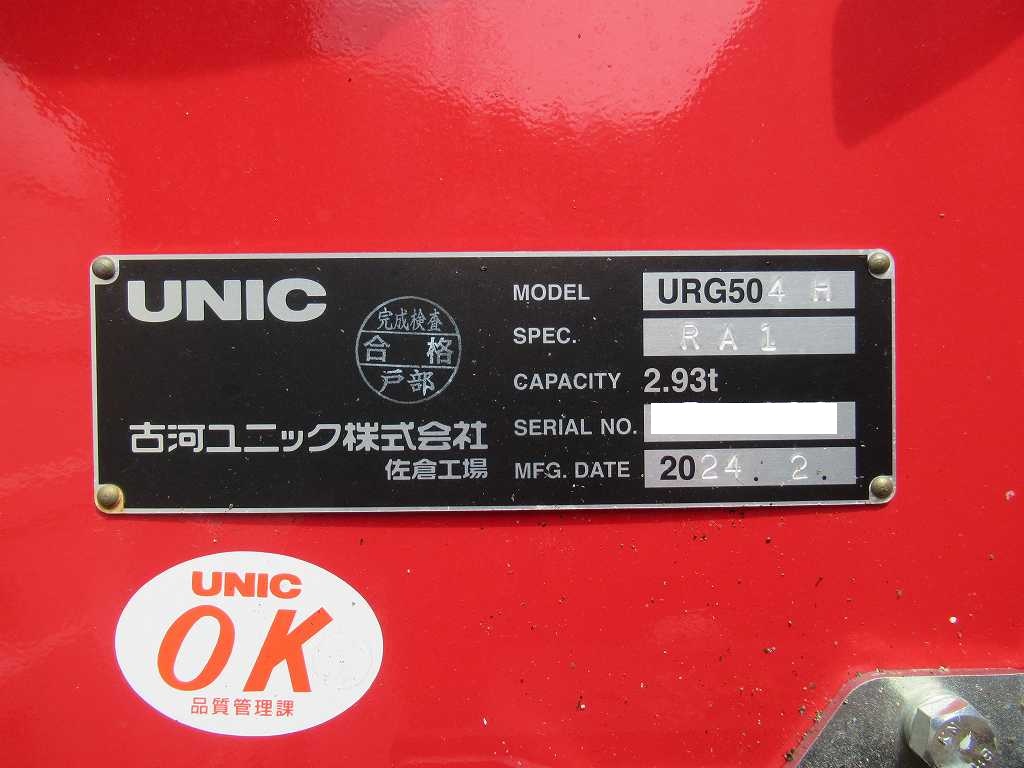 UNIC
完成検査
合格
戸部
古河ユニック株式会社
佐倉工場
MODEL URG504 H
SPEC. RA1
CAPACITY 2.93t
SERIAL NO.
MFG. DATE 2024. 2.
UNIC
OK
品質管理課